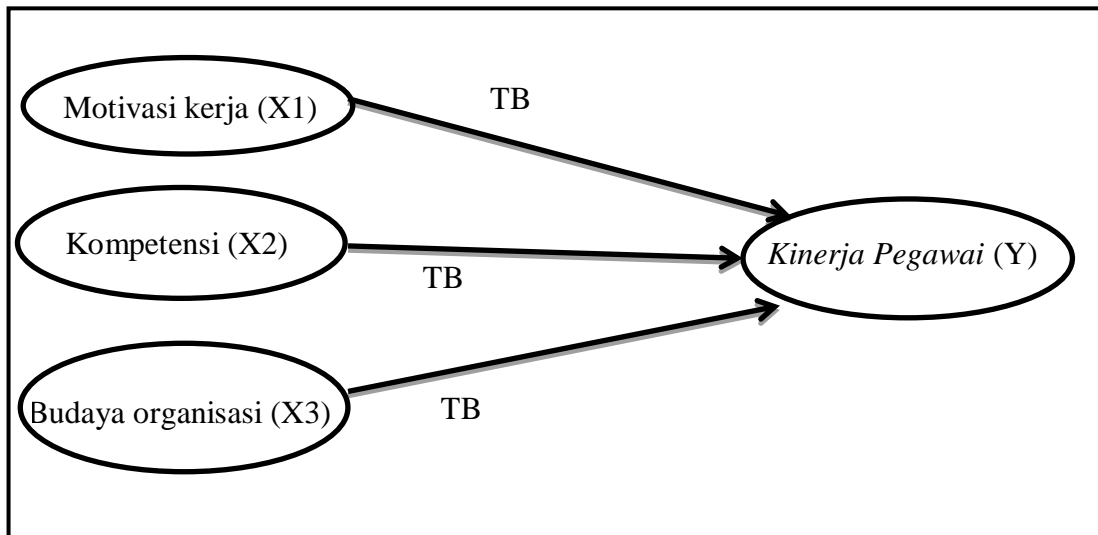 Motivasi kerja (X1)
TB
Kompetensi (X2)
TB
Kinerja Pegawai (Y)
Budaya organisasi (X3)
TB